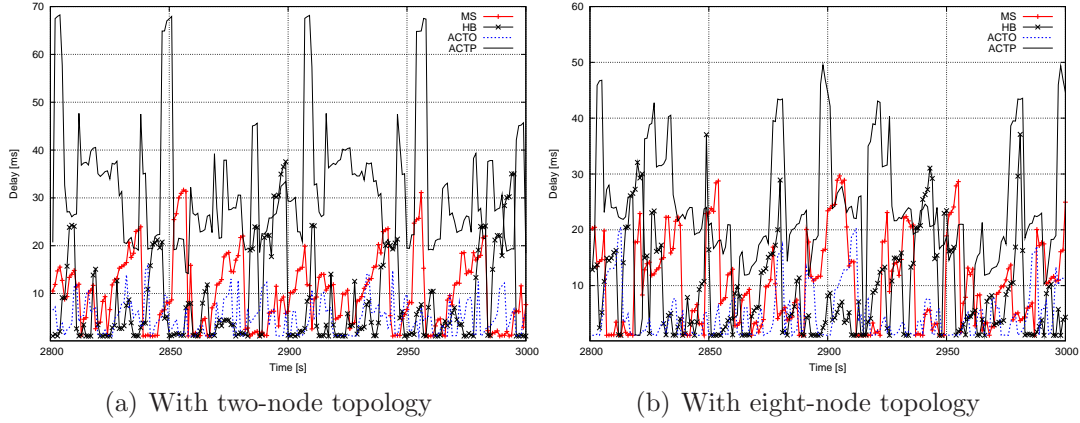 MS
HB
ACTO
ACTP
70
60
50
40
30
20
10
Delay [ms]
2800
2850
2900
2950
3000
Time [s]
(a) With two-node topology
MS
HB
ACTO
ACTP
60
50
40
30
20
10
Delay [ms]
2800
2850
2900
2950
3000
Time [s]
(b) With eight-node topology